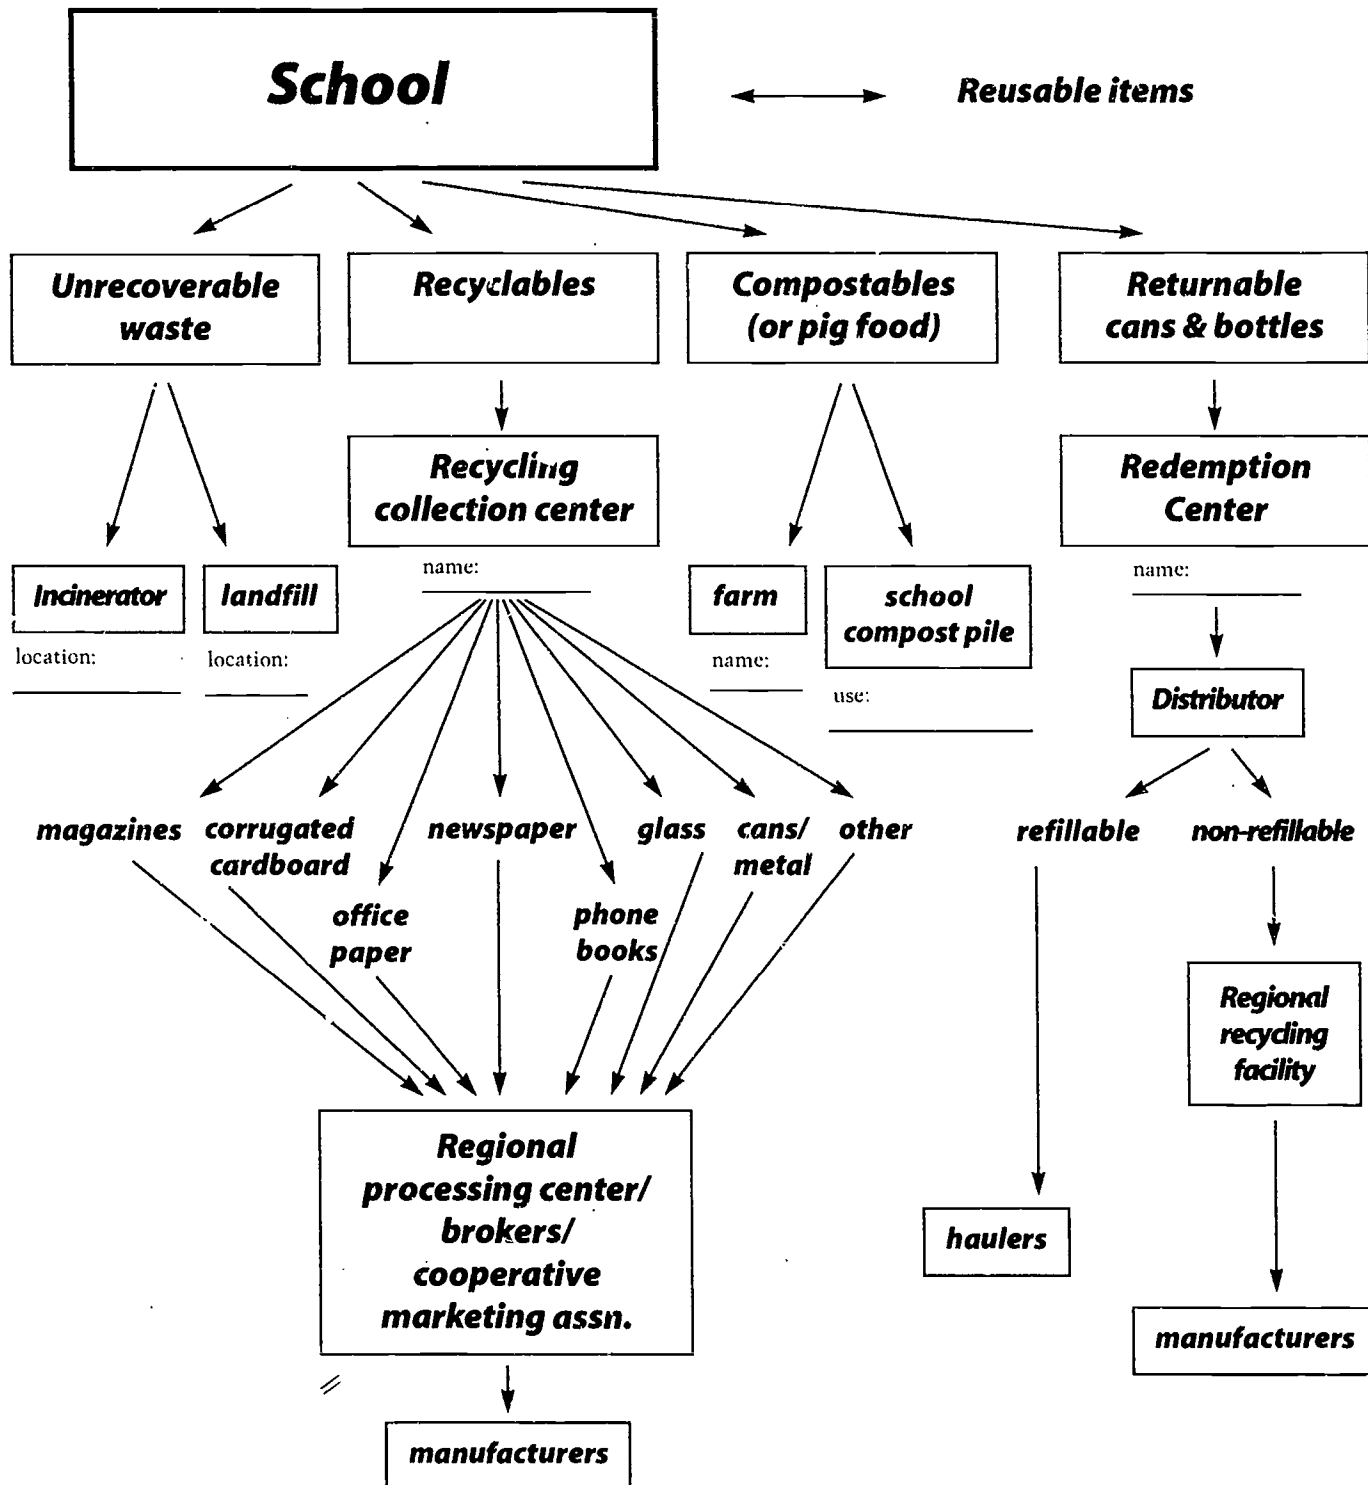 School
Reusable items
Unrecoverable
waste
Recyclables
Compostables
(or pig food)
Returnable
cans & bottles
Recycling
collection center
name:
Redemption
Center
name:
Incinerator
location:
landfill
location:
farm
name:
school
compost pile
use:
Distributor
magazines
corrugated
cardboard
office
paper
newspaper
phone
books
glass
cans/
metal
other
refillable
non-refillable
Regional
recycling
facility
Regional
processing center/
brokers/
cooperative
marketing assn.
haulers
manufacturers
manufacturers